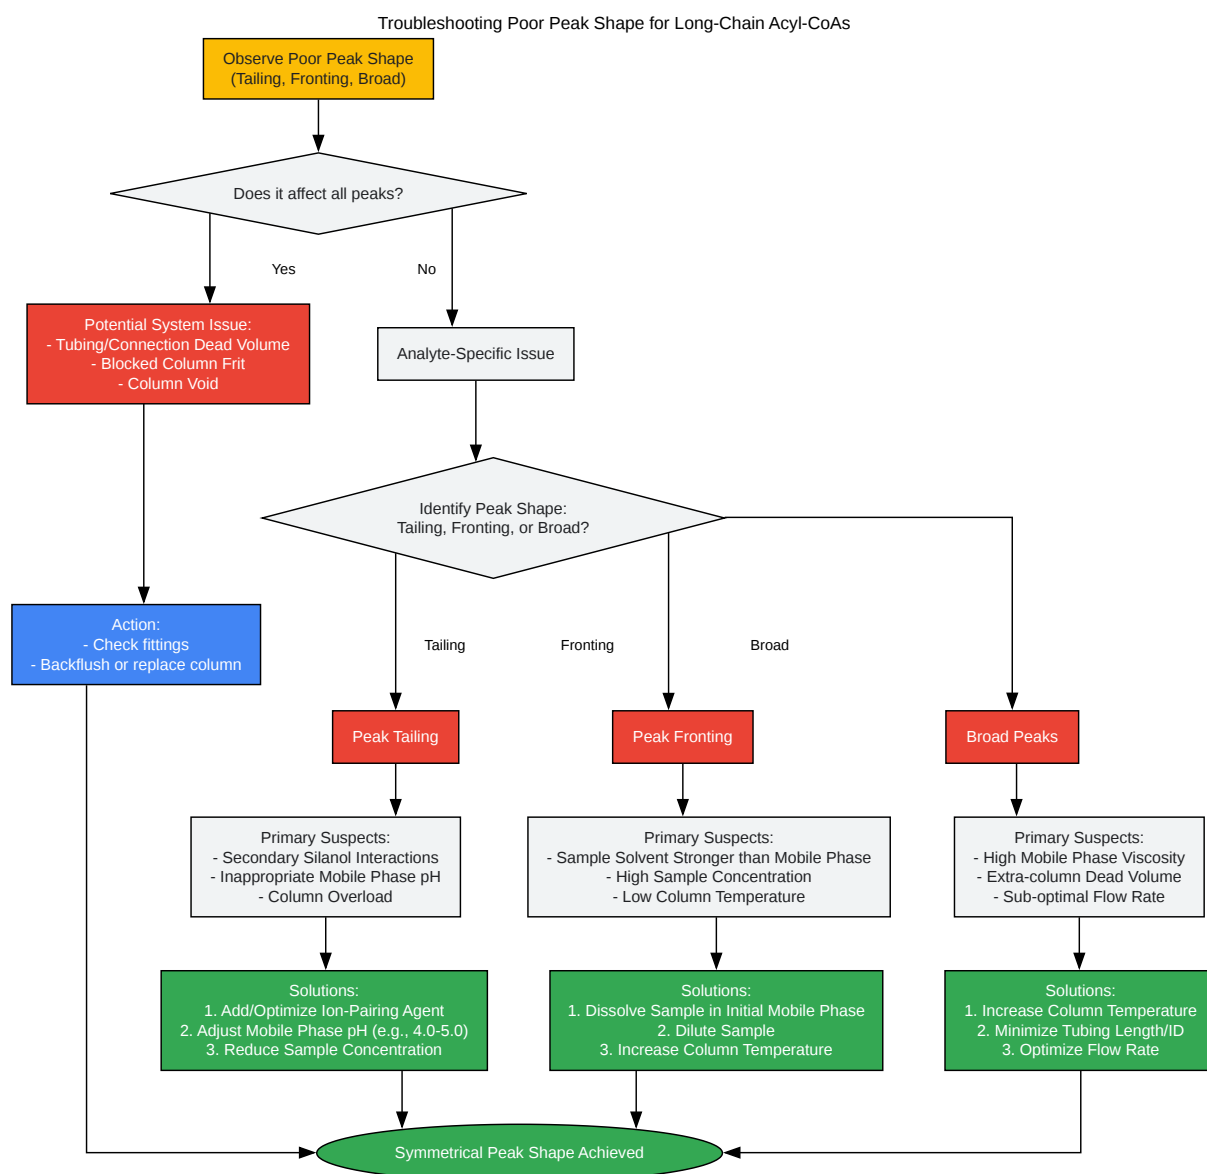 Troubleshooting Poor Peak Shape for Long-Chain Acyl-CoAs
Observe Poor Peak Shape
(Tailing, Fronting, Broad)
Does it affect all peaks?
Yes
No
Potential System Issue:
- Tubing/Connection Dead Volume
- Blocked Column Frit
- Column Void
Analyte-Specific Issue
Identify Peak Shape:
Tailing, Fronting, or Broad?
Action:
- Check fittings
- Backflush or replace column
Tailing
Fronting
Broad
Peak Tailing
Peak Fronting
Broad Peaks
Primary Suspects:
- Secondary Silanol Interactions
- Inappropriate Mobile Phase pH
- Column Overload
Primary Suspects:
- Sample Solvent Stronger than Mobile Phase
- High Sample Concentration
- Low Column Temperature
Primary Suspects:
- High Mobile Phase Viscosity
- Extra-column Dead Volume
- Sub-optimal Flow Rate
Solutions:
1. Add/Optimize Ion-Pairing Agent
2. Adjust Mobile Phase pH (e.g., 4.0-5.0)
3. Reduce Sample Concentration
Solutions:
1. Dissolve Sample in Initial Mobile Phase
2. Dilute Sample
3. Increase Column Temperature
Solutions:
1. Increase Column Temperature
2. Minimize Tubing Length/ID
3. Optimize Flow Rate
Symmetrical Peak Shape Achieved